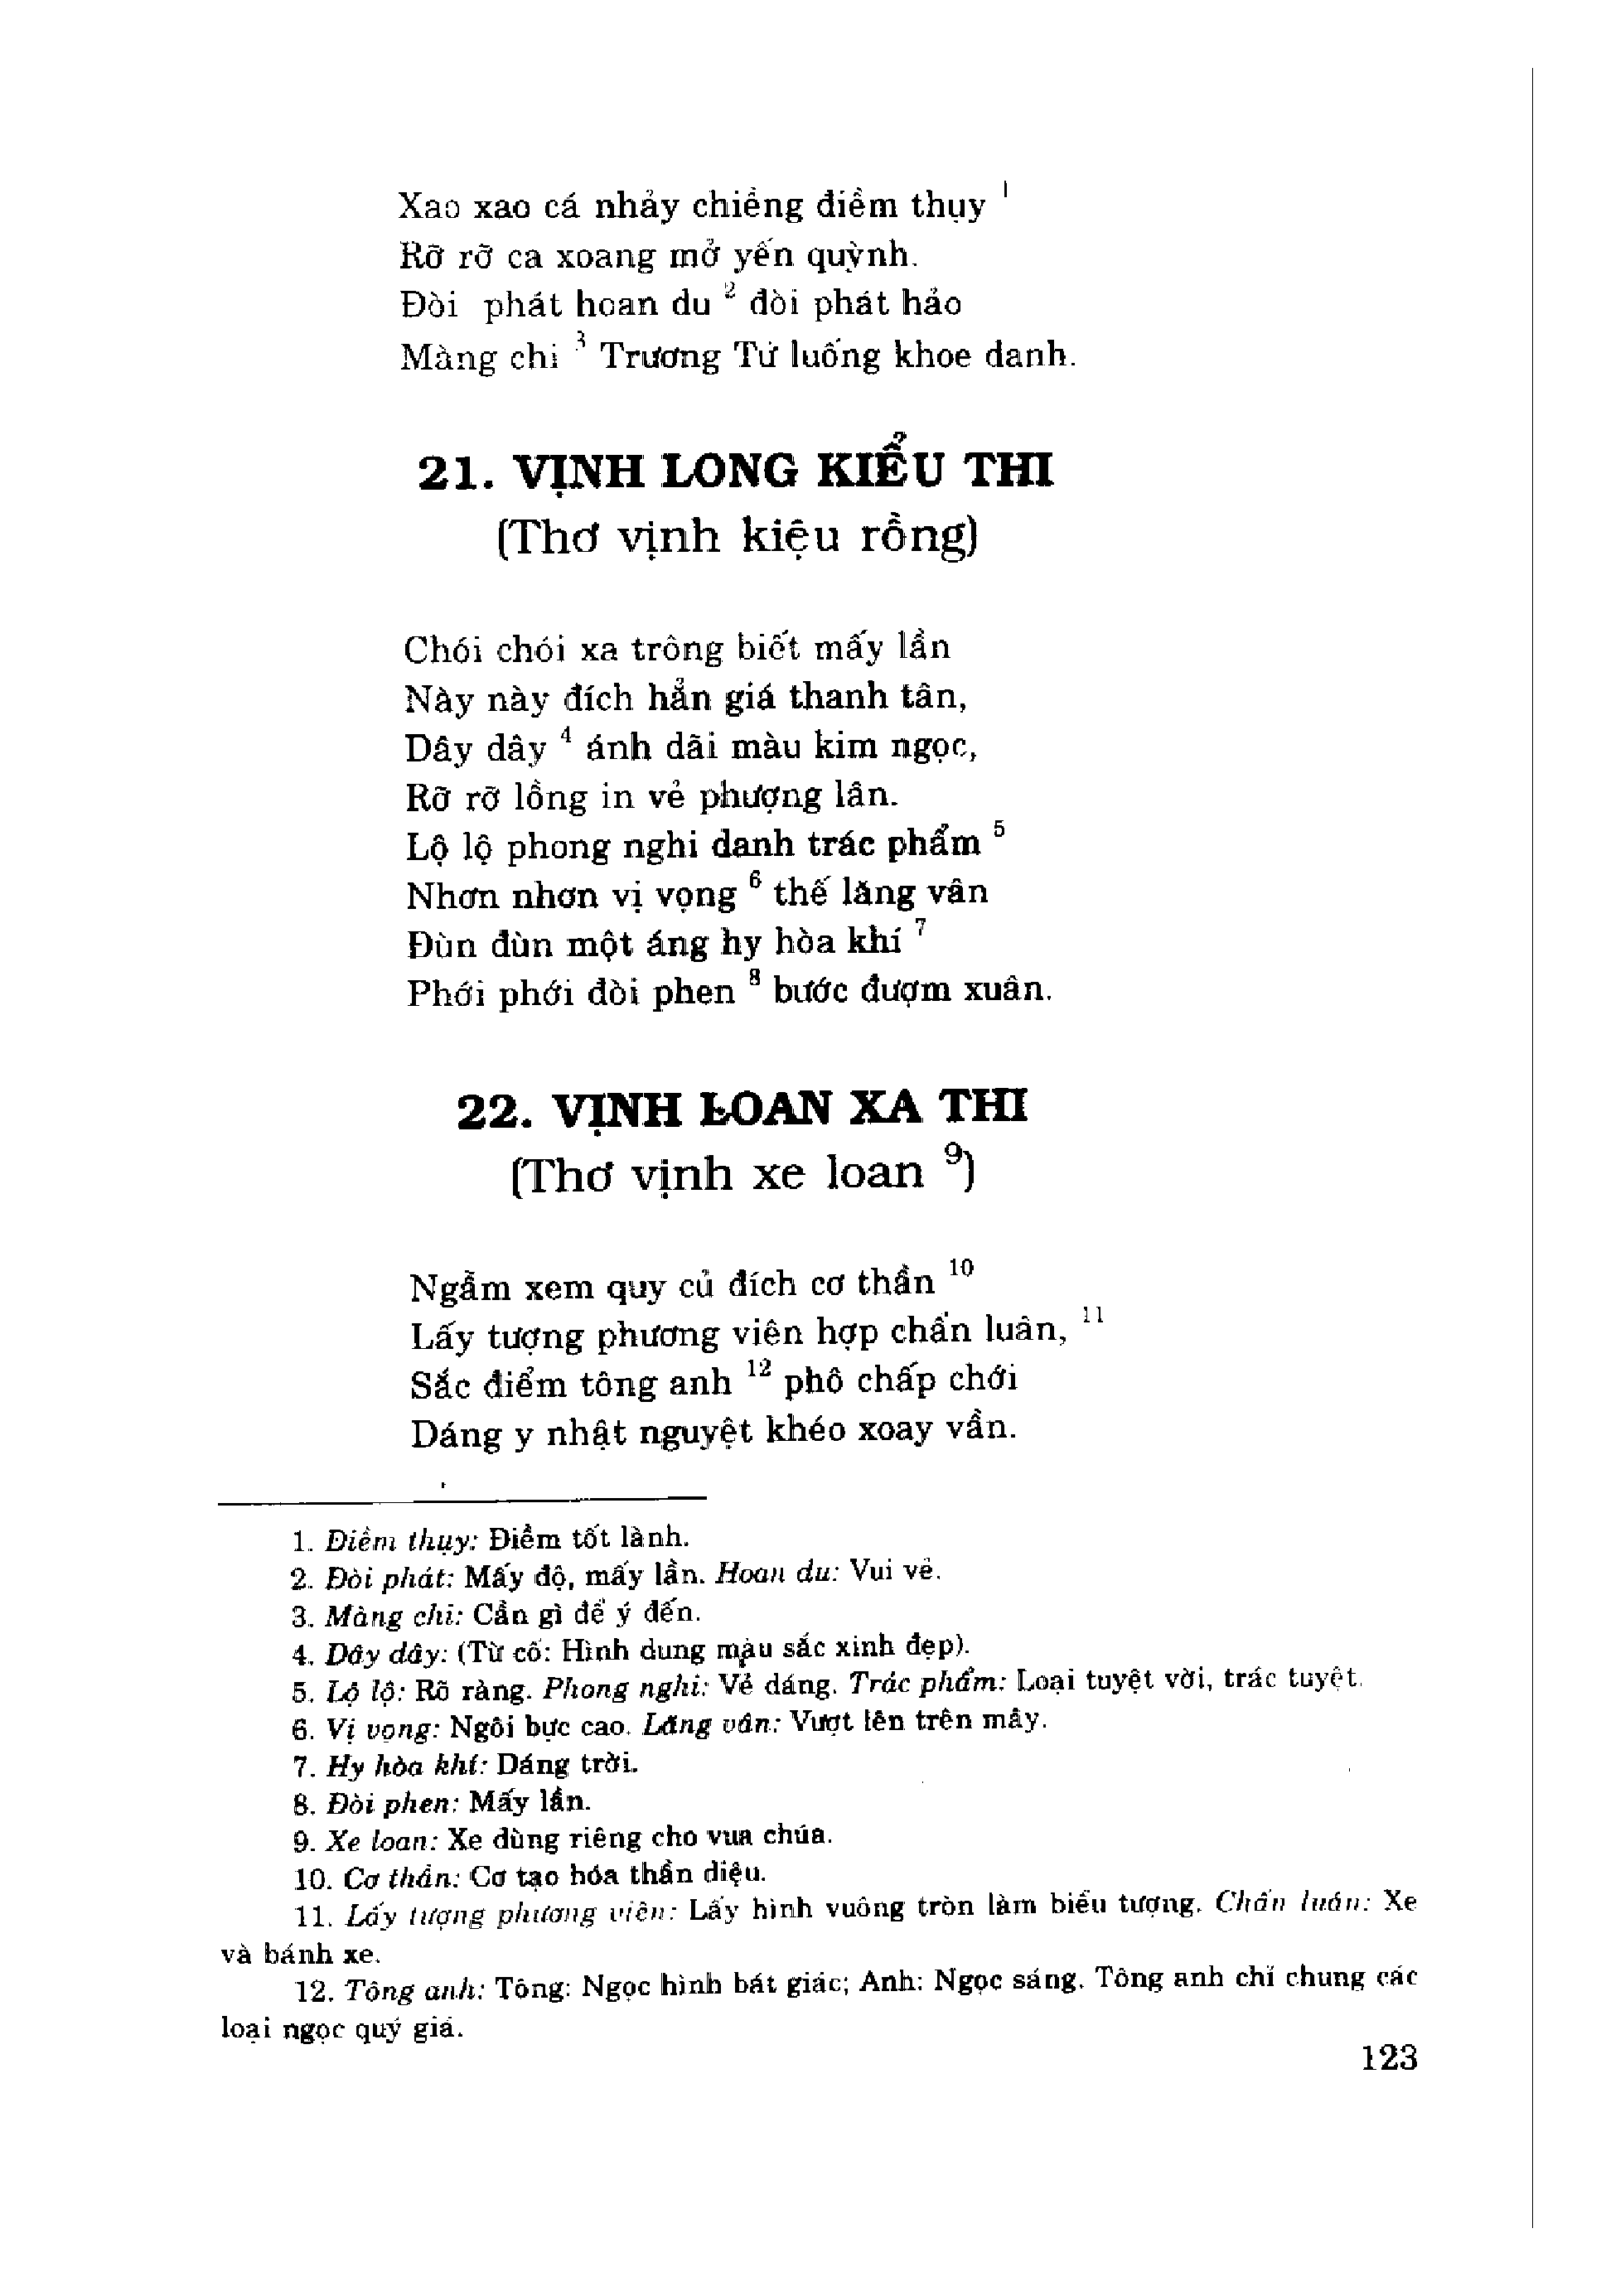 Xao xao cá nhảy chiềng điềm thụy ¹
Rỡ rỡ ca xoang mở yến quỳnh.
Đòi phát hoan du ² đòi phát hảo
Màng chi ³ Trương Tử luống khoe danh.
21. VỊNH LONG KIỂU THI
(Thơ vịnh kiệu rồng)
Chói chói xa trông biết mấy lần
Này này đích hẳn giá thanh tân,
Dây dây ⁴ ánh dãi màu kim ngọc,
Rỡ rỡ lồng in vẻ phượng lân.
Lộ lộ phong nghi danh trác phẩm ⁵
Nhơn nhơn vị vọng ⁶ thế lăng vân
Đùn đùn một áng hy hòa khí ⁷
Phới phới đòi phen ⁸ bước đượm xuân.
22. VỊNH LOAN XA THI
(Thơ vịnh xe loan ⁹)
Ngẫm xem quy củ đích cơ thần ¹⁰
Lấy tượng phương viên hợp chẩn luân, ¹¹
Sắc điểm tông anh ¹² phô chấp chới
Dáng y nhật nguyệt khéo xoay vần.
1. Điềm thụy: Điềm tốt lành.
2. Đòi phát: Mấy độ, mấy lần. Hoan du: Vui vẻ.
3. Màng chi: Cần gì để ý đến.
4. Dây dây: (Từ cổ: Hình dung màu sắc xinh đẹp).
5. Lộ lộ: Rõ ràng. Phong nghi: Vẻ dáng. Trác phẩm: Loại tuyệt vời, trác tuyệt.
6. Vị vọng: Ngôi bực cao. Lăng vân: Vượt lên trên mây.
7. Hy hòa khí: Dáng trời.
8. Đòi phen: Mấy lần.
9. Xe loan: Xe dùng riêng cho vua chúa.
10. Cơ thần: Cơ tạo hóa thần diệu.
11. Lấy tượng phương viên: Lấy hình vuông tròn làm biểu tượng. Chẩn luân: Xe
và bánh xe.
12. Tông anh: Tông: Ngọc hình bát giác; Anh: Ngọc sáng. Tông anh chỉ chung các
loại ngọc quý giá.
123